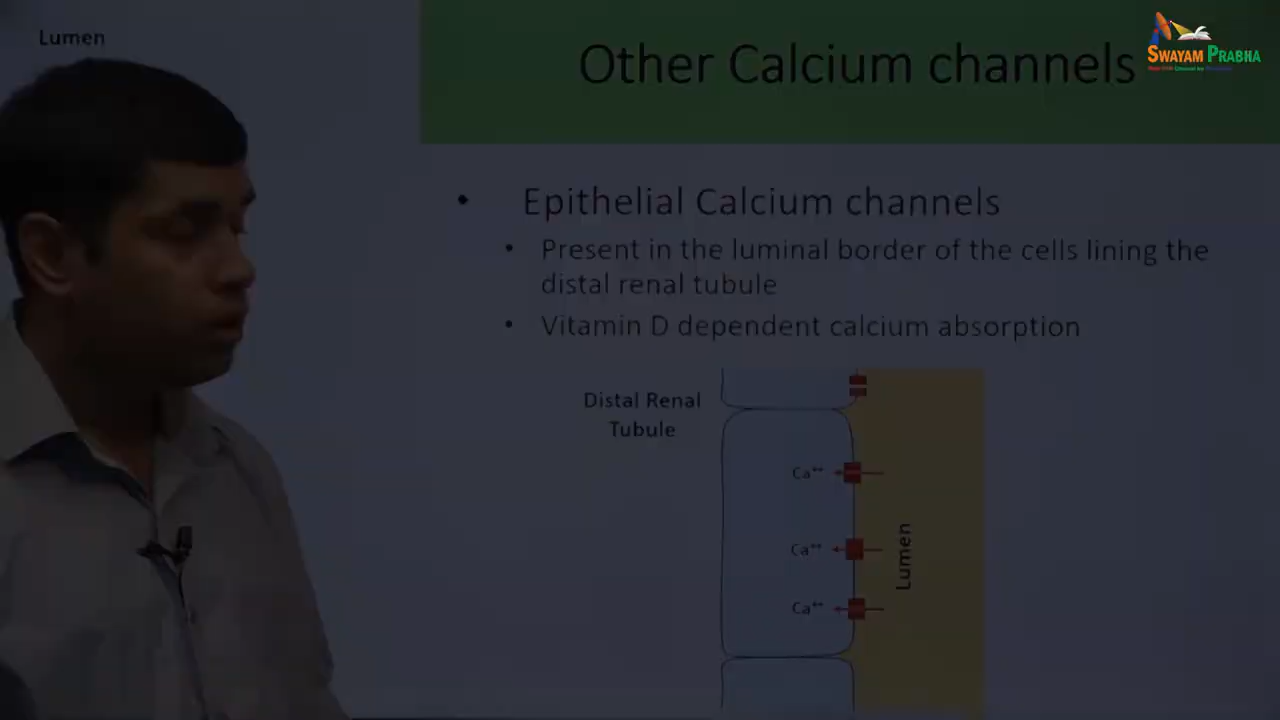 Lumen
Other Calcium channels
SWAYAM PRABHA
• Epithelial Calcium channels
• Present in the luminal border of the cells lining the
distal renal tubule
• Vitamin D dependent calcium absorption
Distal Renal
Tubule
Ca⁺⁺
Ca⁺⁺
Ca⁺⁺
Lumen